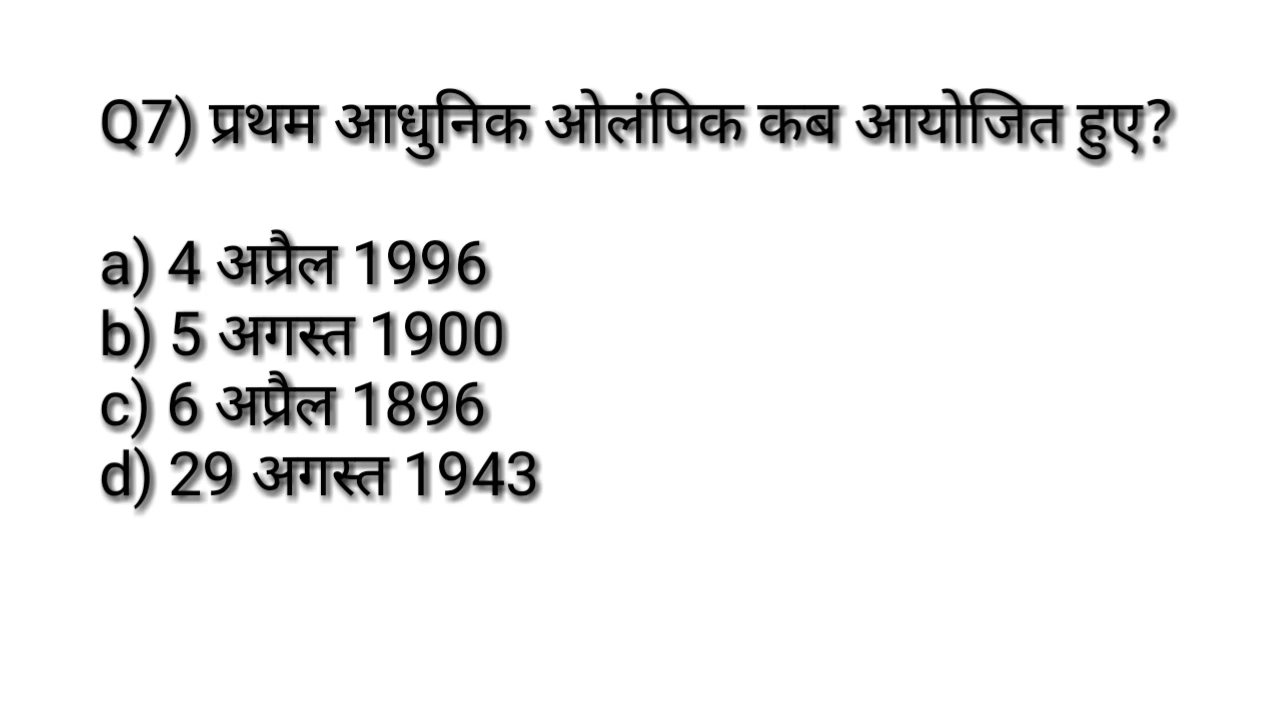 Q7) प्रथम आधुनिक ओलंपिक कब आयोजित हुए?
a) 4 अप्रैल 1996
b) 5 अगस्त 1900
c) 6 अप्रैल 1896
d) 29 अगस्त 1943